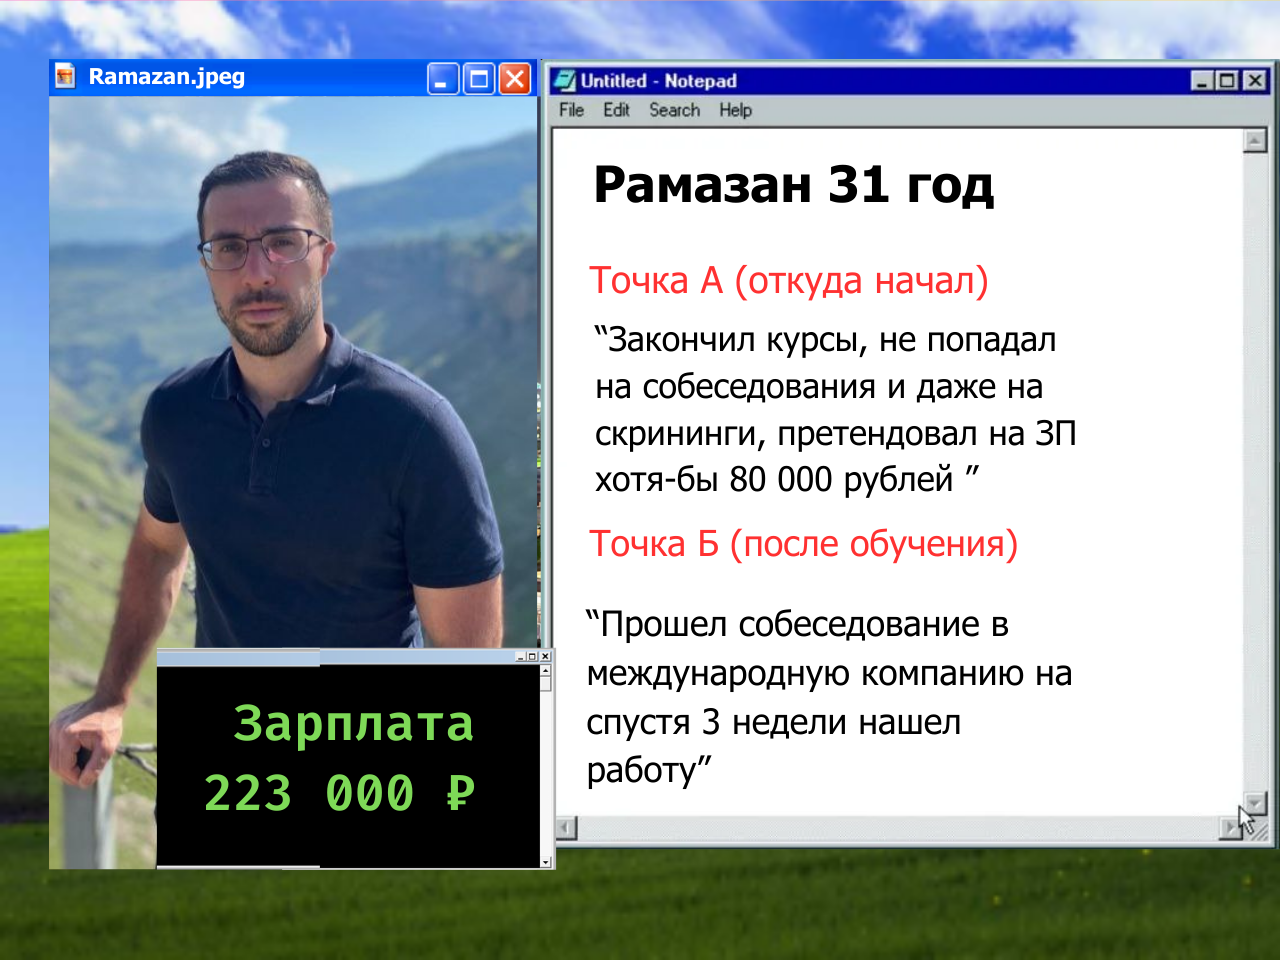 Ramazan.jpeg
Untitled - Notepad
File Edit Search Help
Рамазан 31 год
Точка А (откуда начал)
“Закончил курсы, не попадал
на собеседования и даже на
скрининги, претендовал на ЗП
хотя-бы 80 000 рублей ”
Точка Б (после обучения)
“Прошел собеседование в
международную компанию на
спустя 3 недели нашел
работу”
Зарплата
223 000 ₽